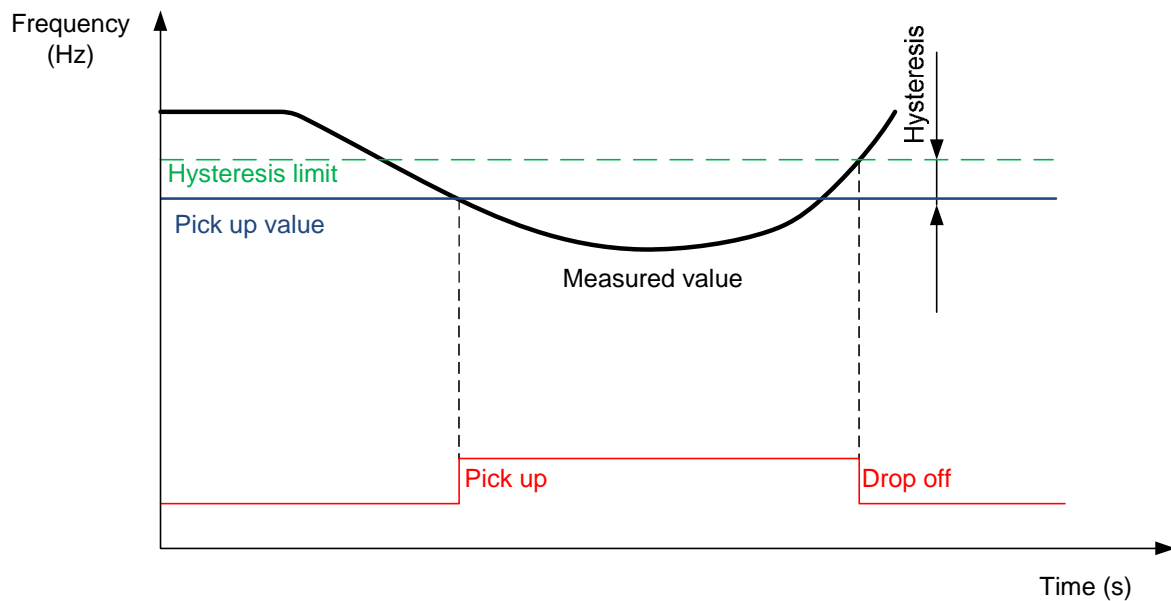 Frequency
(Hz)
Hysteresis
Hysteresis limit
Pick up value
Measured value
Pick up
Drop off
Time (s)